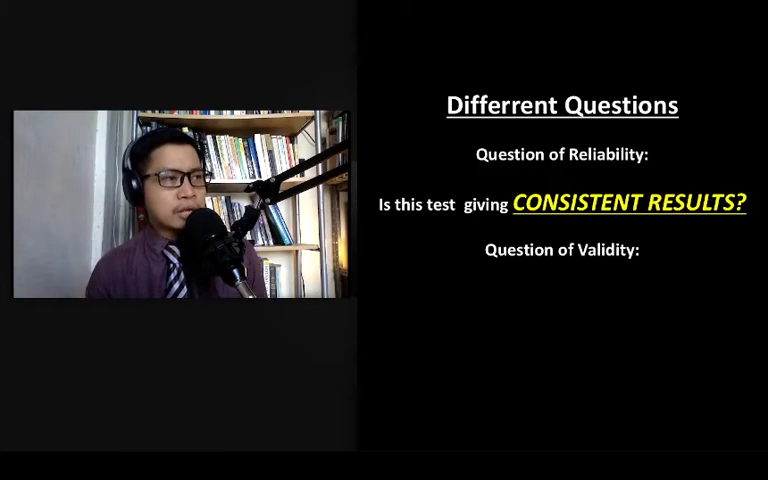 Differrent Questions
Question of Reliability:
Is this test giving CONSISTENT RESULTS?
Question of Validity: